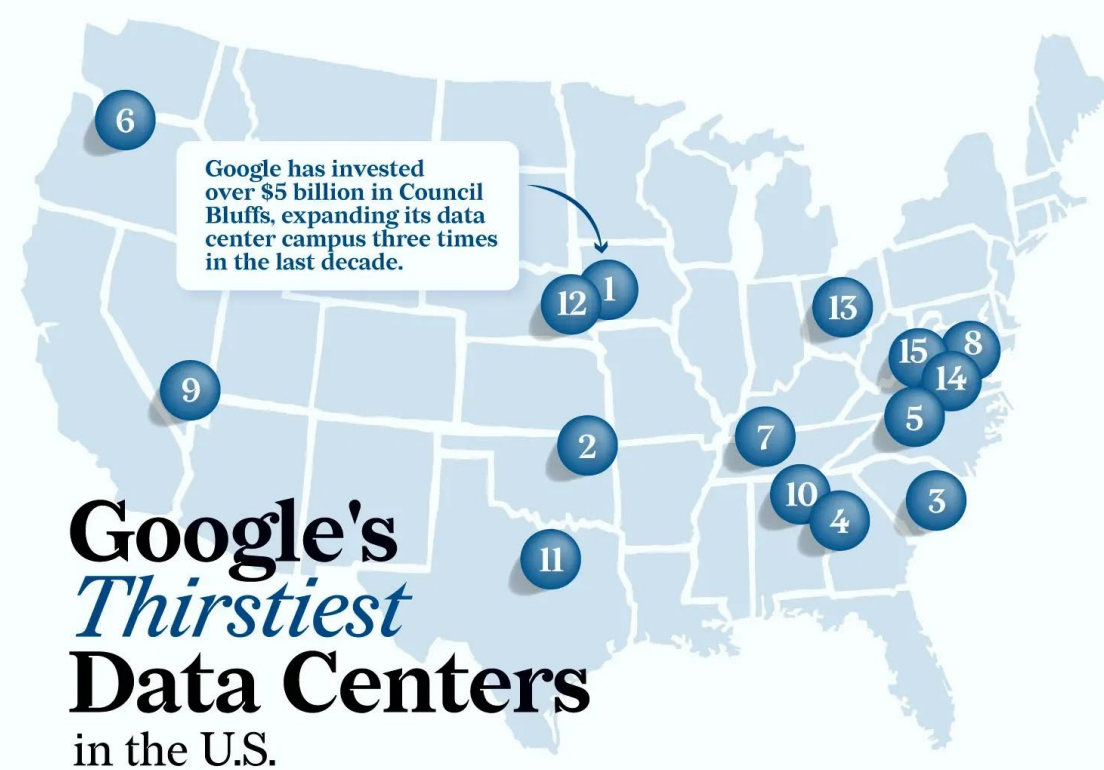 6
Google has invested
over $5 billion in Council
Bluffs, expanding its data
center campus three times
in the last decade.
12
1
13
15
8
14
9
5
2
7
10
4
3
11
Google's
Thirstiest
Data Centers
in the U.S.